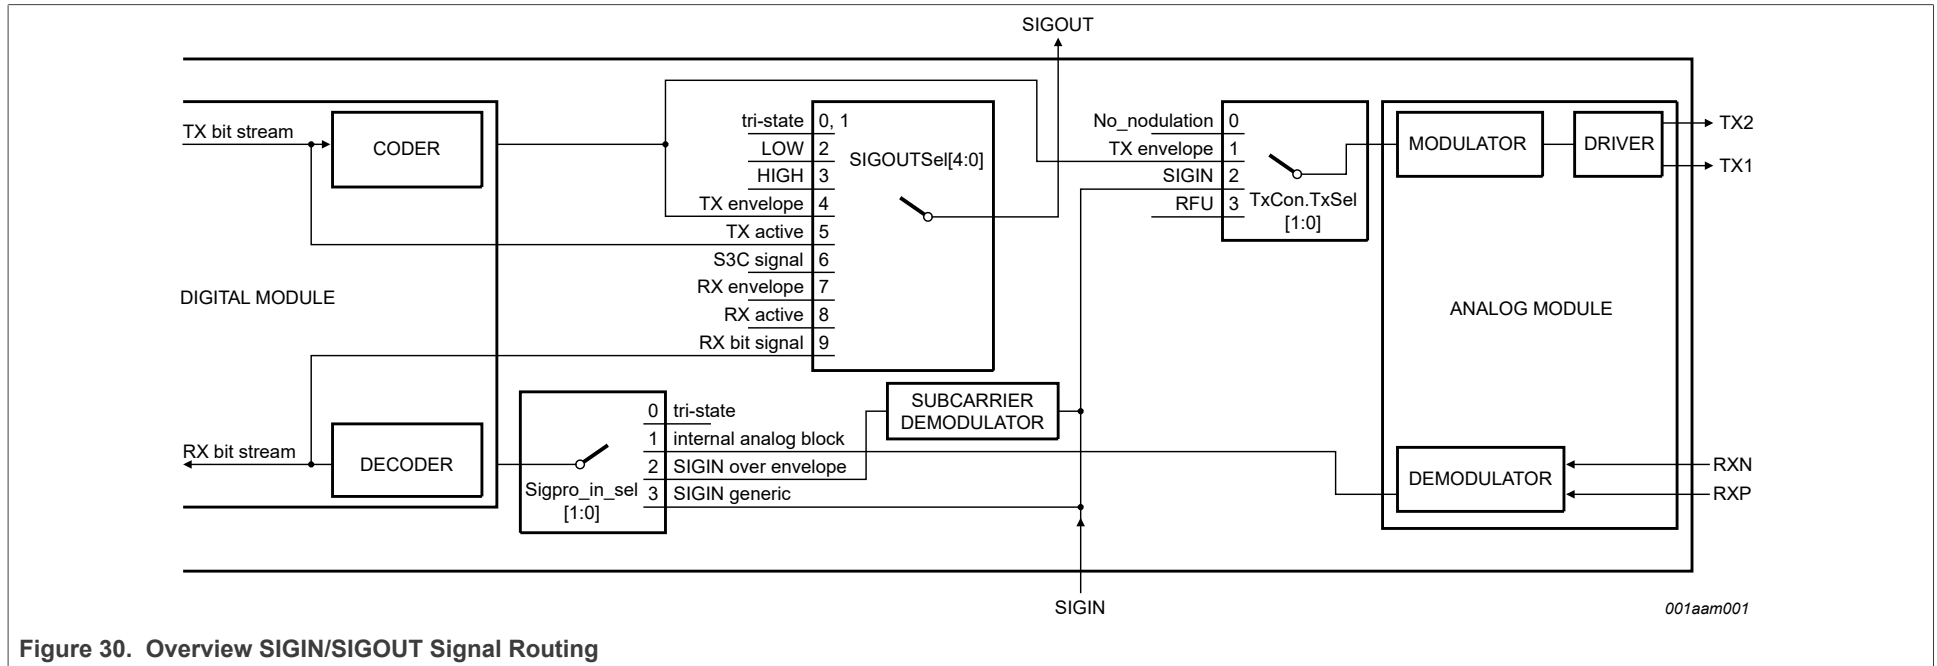 SIGOUT
TX bit stream
CODER
tri-state 0, 1
LOW 2
HIGH 3
TX envelope 4
TX active 5
S3C signal 6
RX envelope 7
RX active 8
RX bit signal 9
SIGOUTSel[4:0]
No_nodulation 0
TX envelope 1
SIGIN 2
RFU 3
TxCon.TxSel
[1:0]
MODULATOR
DRIVER
TX2
TX1
DIGITAL MODULE
ANALOG MODULE
RX bit stream
DECODER
Sigpro_in_sel
[1:0]
0 tri-state
1 internal analog block
2 SIGIN over envelope
3 SIGIN generic
SUBCARRIER
DEMODULATOR
DEMODULATOR
RXN
RXP
SIGIN
001aam001
Figure 30. Overview SIGIN/SIGOUT Signal Routing